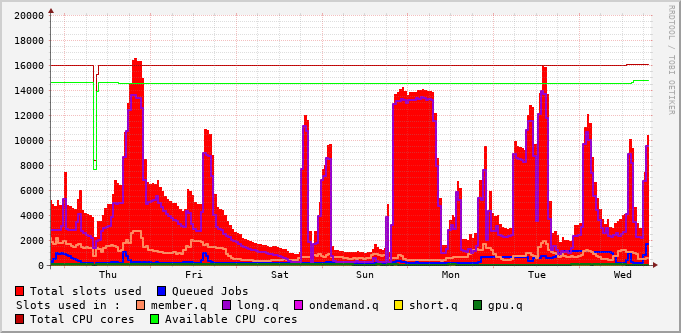 20000
18000
16000
14000
12000
10000
8000
6000
4000
2000
0
Thu Fri Sat Sun Mon Tue Wed
RRDTOOL / TOBI OETIKER
Total slots used Queued Jobs
Slots used in : member.q long.q ondemand.q short.q gpu.q
Total CPU cores Available CPU cores